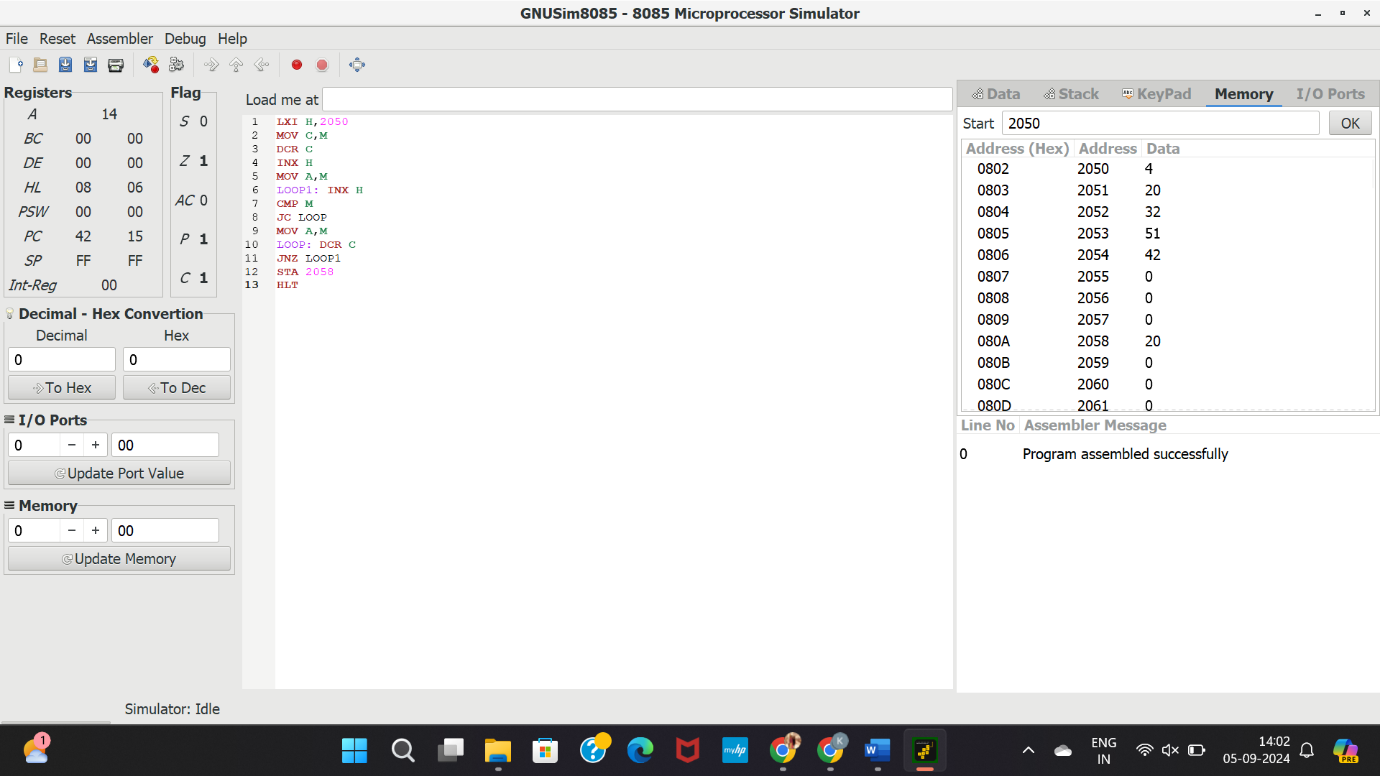 GNUSim8085 - 8085 Microprocessor Simulator
File Reset Assembler Debug Help
Registers
A 14
BC 00 00
DE 00 00
HL 08 06
PSW 00 00
PC 42 15
SP FF FF
Int-Reg 00
Flag
S 0
Z 1
AC 0
P 1
C 1
Decimal - Hex Convertion
Decimal Hex
0 0
To Hex To Dec
I/O Ports
0 - + 00
Update Port Value
Memory
0 - + 00
Update Memory
Load me at
1 LXI H,2050
2 MOV C,M
3 DCR C
4 INX H
5 MOV A,M
6 LOOP1: INX H
7 CMP M
8 JC LOOP
9 MOV A,M
10 LOOP: DCR C
11 JNZ LOOP1
12 STA 2058
13 HLT
Data Stack KeyPad Memory I/O Ports
Start 2050 OK
Address (Hex) Address Data
0802 2050 4
0803 2051 20
0804 2052 32
0805 2053 51
0806 2054 42
0807 2055 0
0808 2056 0
0809 2057 0
080A 2058 20
080B 2059 0
080C 2060 0
080D 2061 0
Line No Assembler Message
0 Program assembled successfully
Simulator: Idle
1
myhp
K
W
ENG
IN
14:02
05-09-2024
PRE